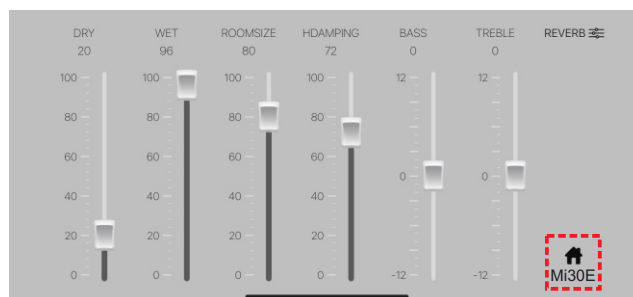 DRY WET ROOMSIZE HDAMPING BASS TREBLE REVERB
20 96 80 72 0 0
100 100 100 100 12 12
80 80 80 80
60 60 60 60
0 0
40 40 40 40
20 20 20 20
0 0 0 0 -12 -12
Mi30E